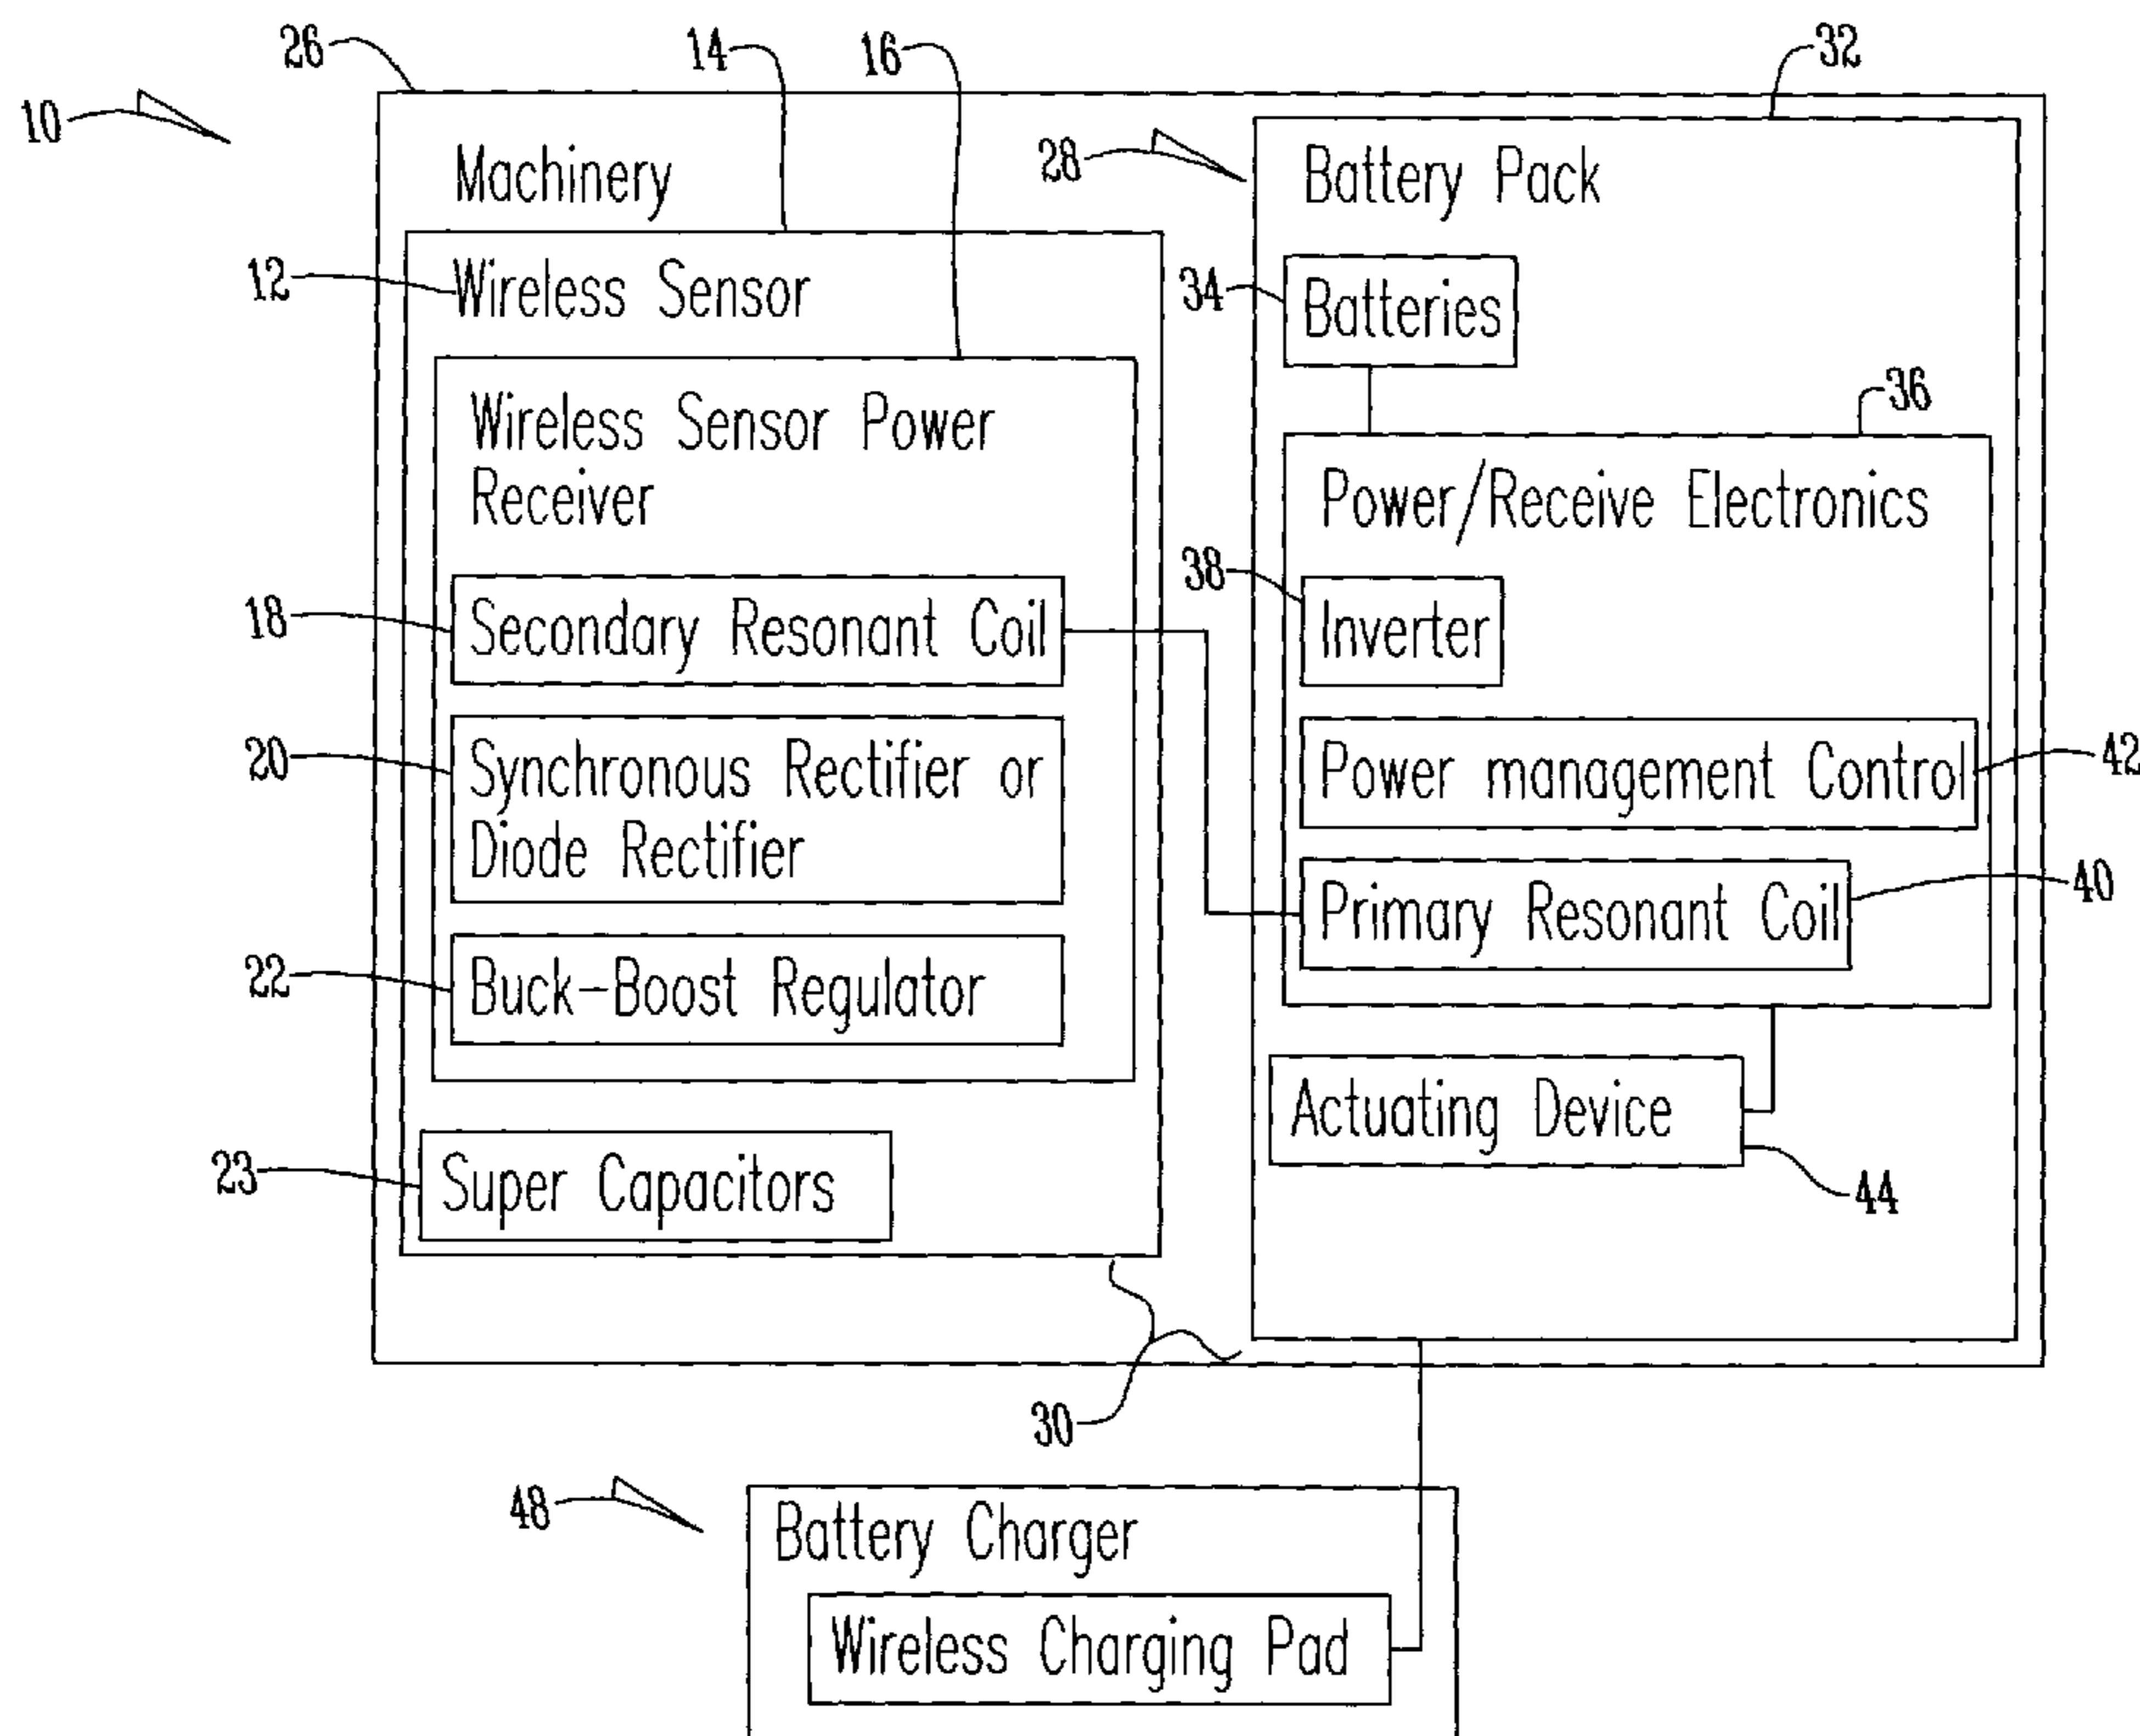 26
14
16
32
10
Machinery
28
Battery Pack
12
Wireless Sensor
34
Batteries
Wireless Sensor Power
Receiver
36
Power/Receive Electronics
38
Inverter
18
Secondary Resonant Coil
20
Synchronous Rectifier or
Diode Rectifier
Power management Control
42
Primary Resonant Coil
40
22
Buck-Boost Regulator
Actuating Device
44
23
Super Capacitors
30
48
Battery Charger
Wireless Charging Pad